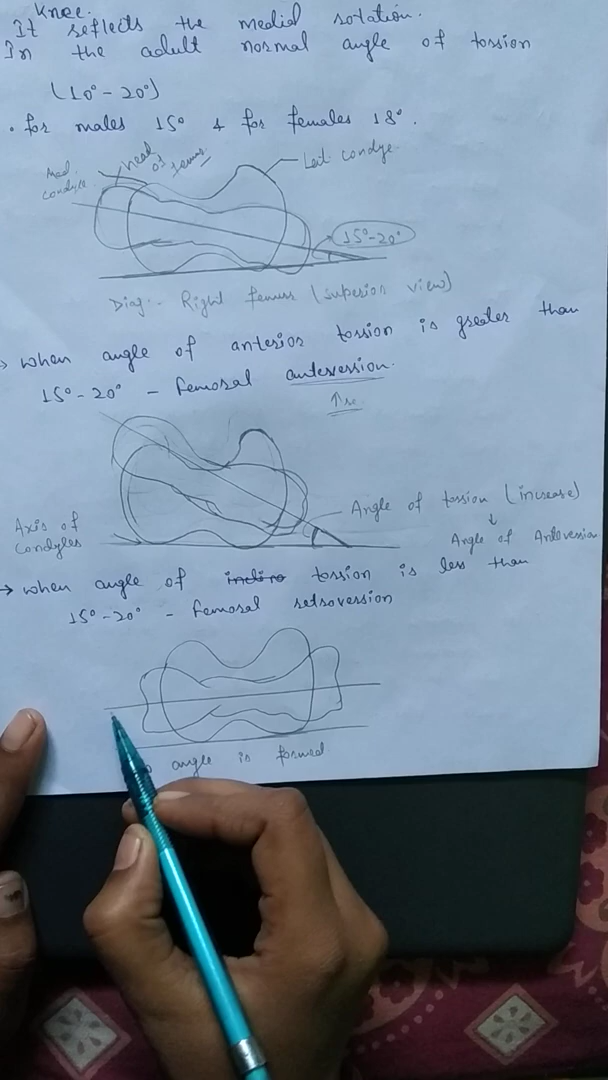 Knee.
It reflects the medial rotation.
In the adult normal angle of torsion
(10° - 20°)
• for males 15° & for females 18°.
Med condyle
head of femur
Lat. condye
15°-20°
Diag:- Right femur (superior view)
→ when angle of anterior torsion is greater than
15°-20° - femoral anteversion.
↑se
Axis of condyles
Angle of torsion (increase)
↓
Angle of Anteversion
→ when angle of torsion is less than
15°-20° - femoral retroversion
angle is formed